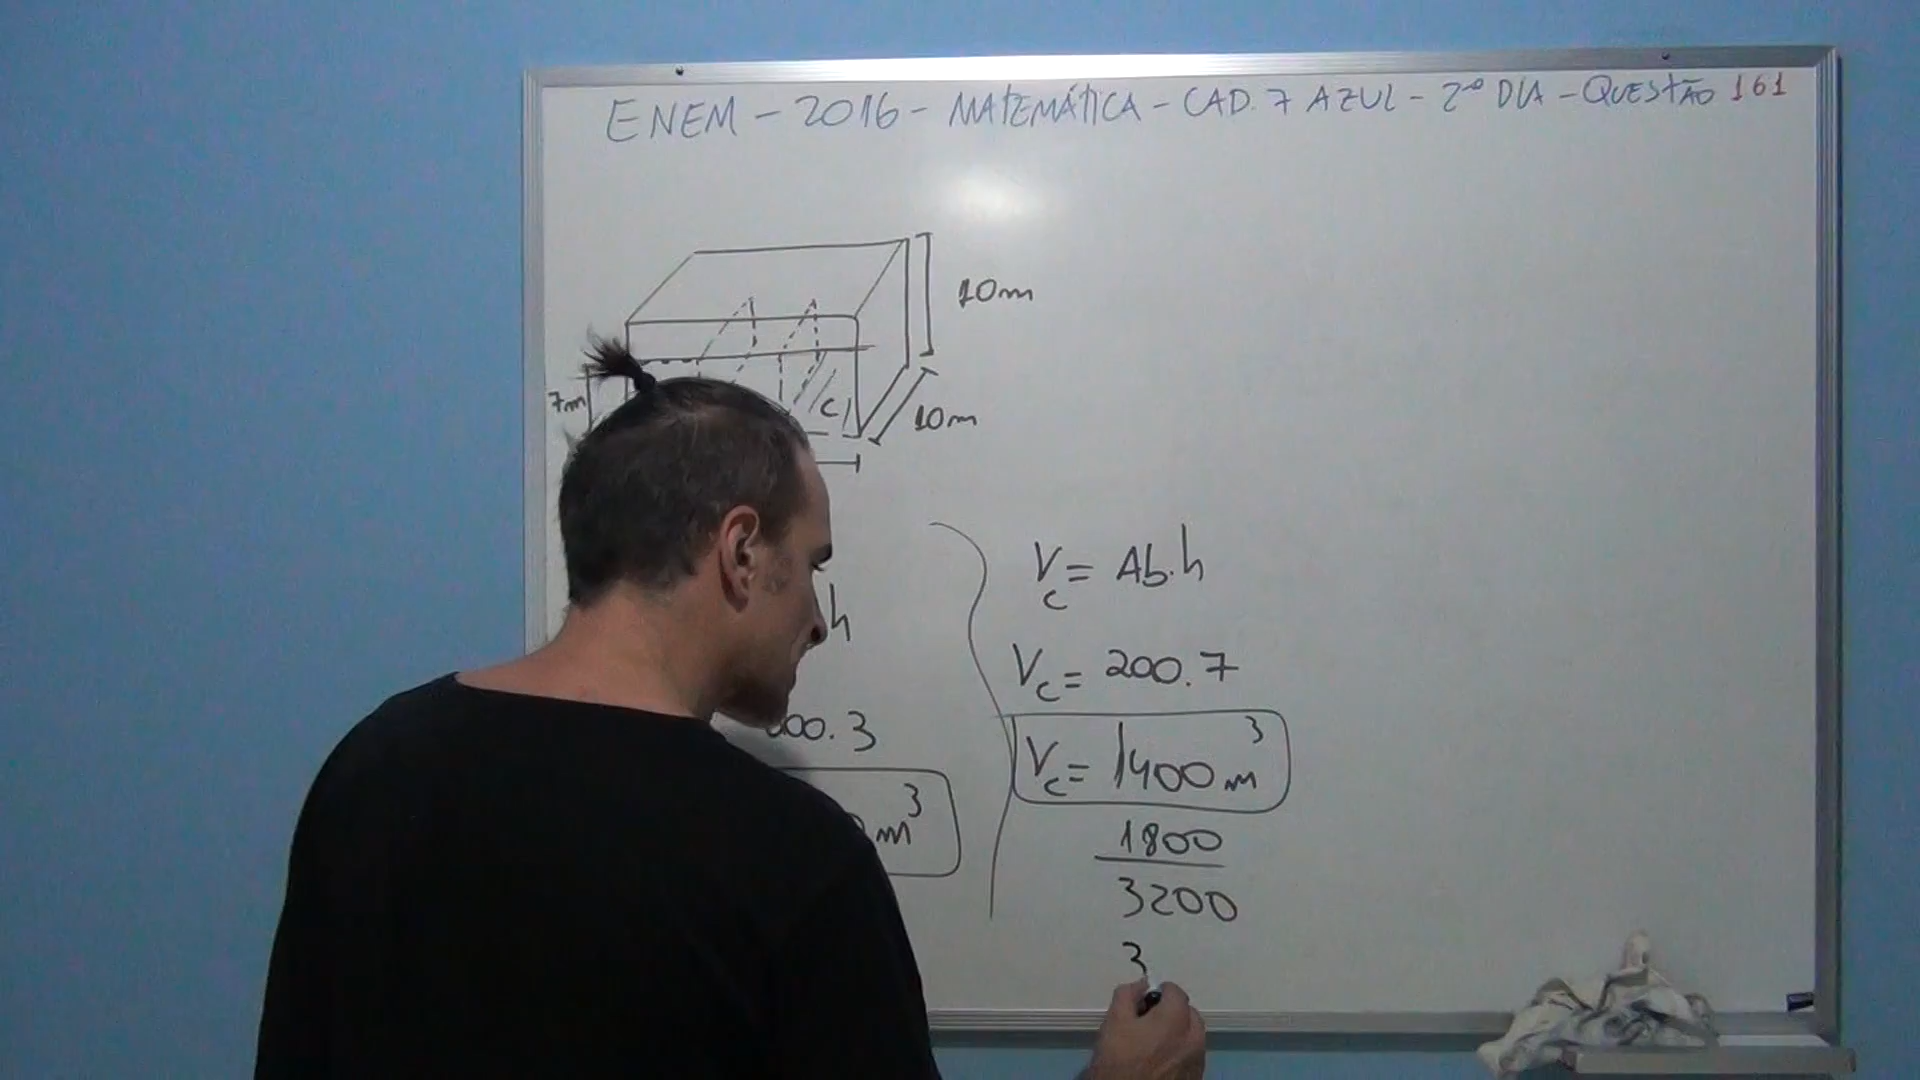 ENEM - 2016 - MATEMÁTICA - CAD. 7 AZUL - 2º DIA - QUESTÃO 161
10m
7m
C
10m
h
00.3
m³
Vc = Ab.h
Vc = 200.7
Vc = 1400 m³
1800
3200
3